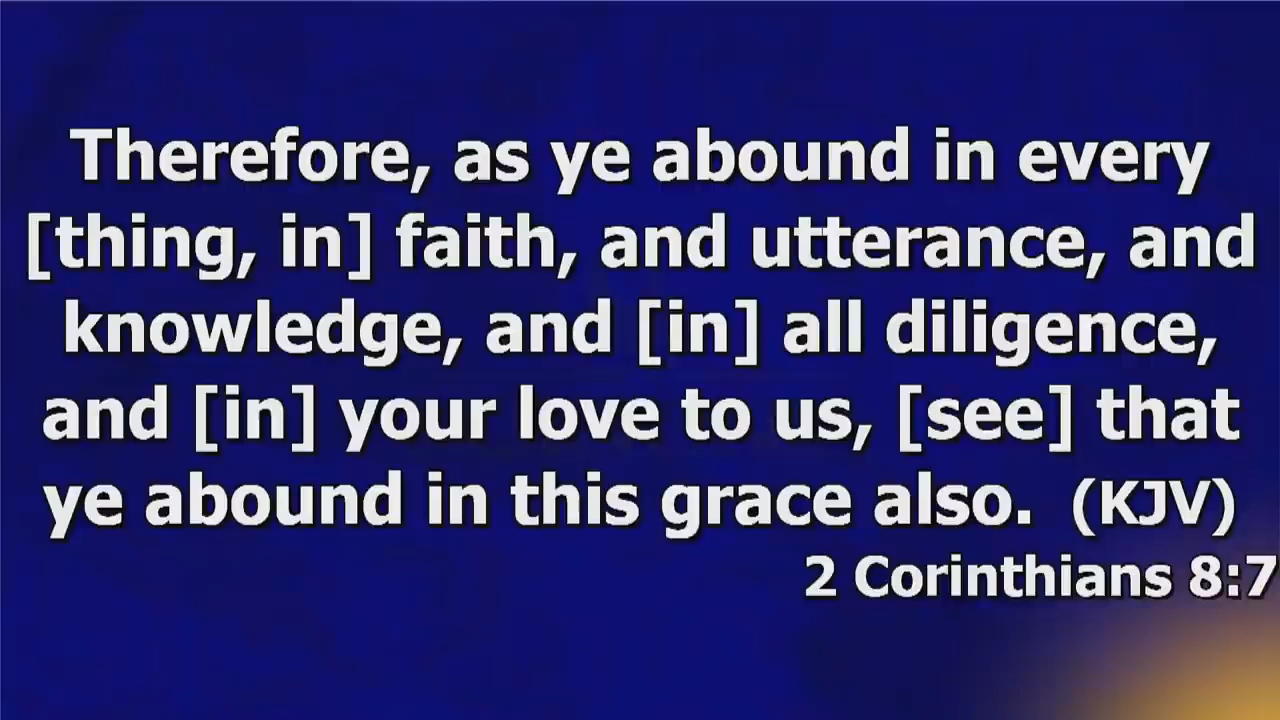 Therefore, as ye abound in every
[thing, in] faith, and utterance, and
knowledge, and [in] all diligence,
and [in] your love to us, [see] that
ye abound in this grace also.  (KJV)
2 Corinthians 8:7